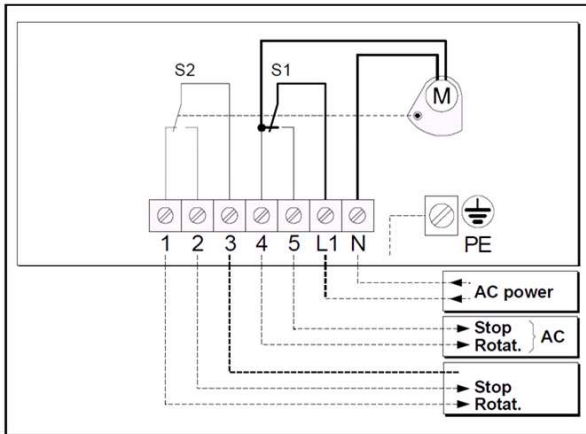 S2 S1 M
1 2 3 4 5 L1 N PE
AC power
Stop
Rotat. AC
Stop
Rotat.